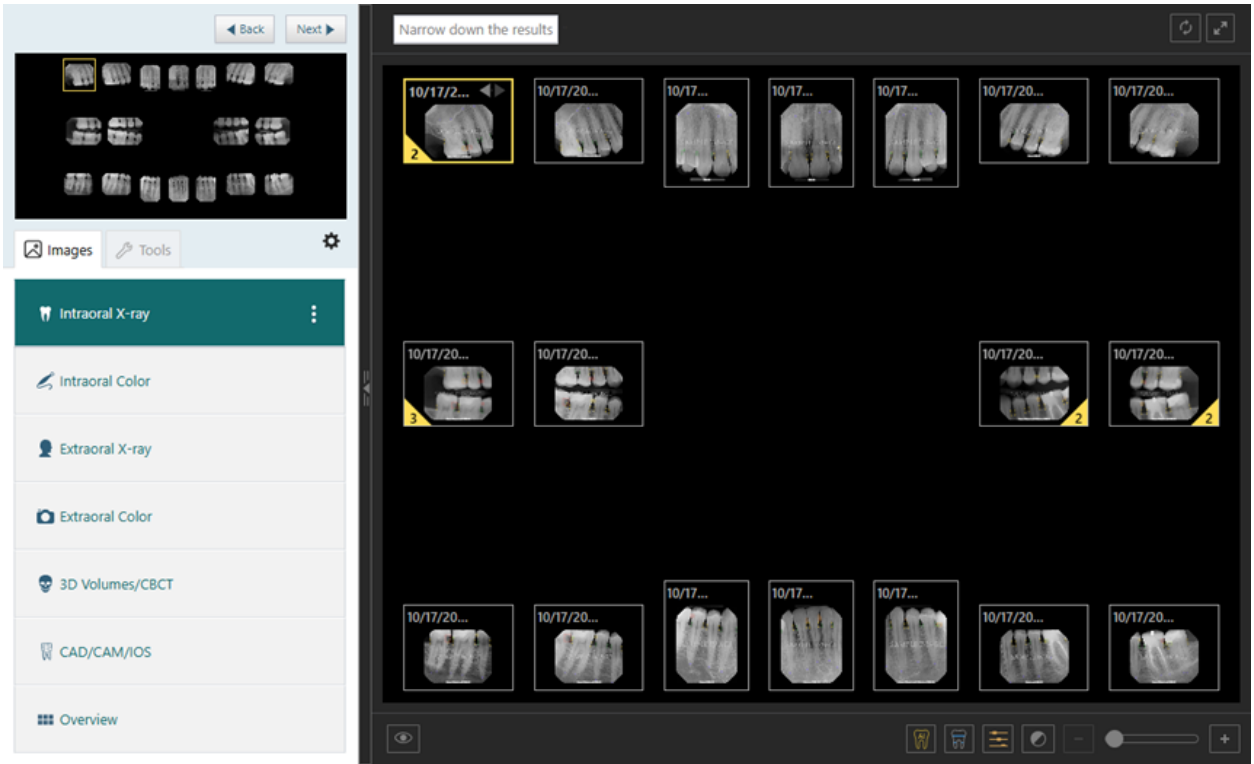 Back
Next
Narrow down the results
Images
Tools
Intraoral X-ray
Intraoral Color
Extraoral X-ray
Extraoral Color
3D Volumes/CBCT
CAD/CAM/IOS
Overview
10/17/2...
10/17/20...
10/17...
10/17...
10/17...
10/17/20...
10/17/20...
2
10/17/20...
10/17/20...
10/17/20...
10/17/20...
3
2
2
10/17...
10/17...
10/17...
10/17/20...
10/17/20...
10/17/20...
10/17/20...